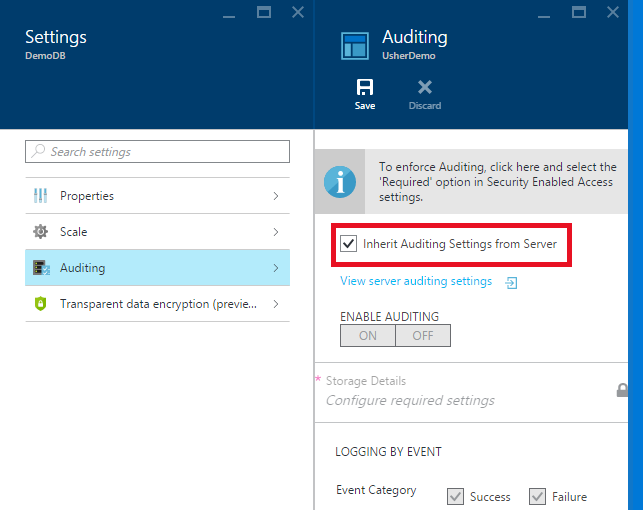 Settings
DemoDB
Search settings
Properties
Scale
Auditing
Transparent data encryption (previe...
Auditing
UsherDemo
Save
Discard
To enforce Auditing, click here and select the
'Required' option in Security Enabled Access
settings.
Inherit Auditing Settings from Server
View server auditing settings
ENABLE AUDITING
ON OFF
* Storage Details
Configure required settings
LOGGING BY EVENT
Event Category Success Failure